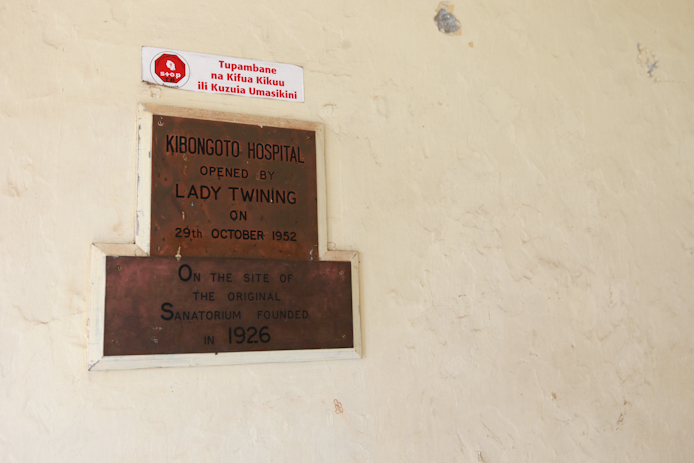 stop
Tupambane
na Kifua Kikuu
ili Kuzuia Umasikini
KIBONGOTO HOSPITAL
OPENED BY
LADY TWINING
ON
29th OCTOBER 1952
ON THE SITE OF
THE ORIGINAL
SANATORIUM FOUNDED
IN 1926